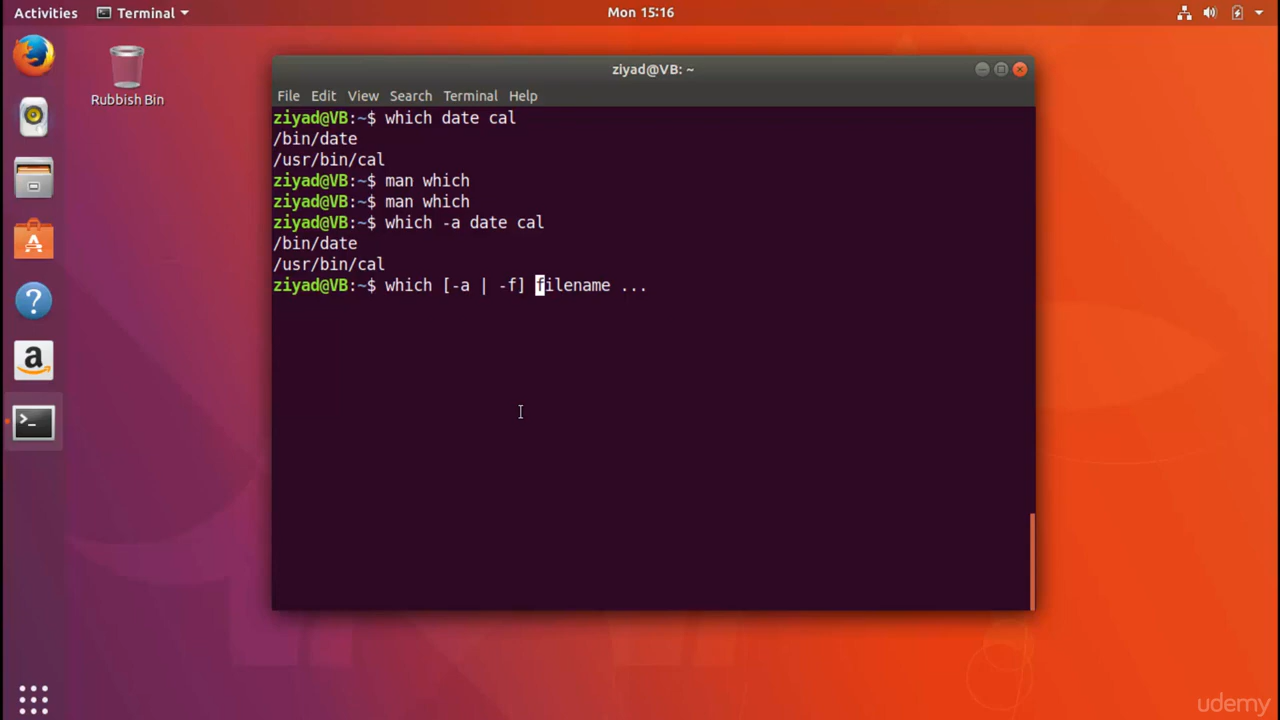 Activities Terminal Mon 15:16
Rubbish Bin
ziyad@VB: ~
File Edit View Search Terminal Help
ziyad@VB:~$ which date cal
/bin/date
/usr/bin/cal
ziyad@VB:~$ man which
ziyad@VB:~$ man which
ziyad@VB:~$ which -a date cal
/bin/date
/usr/bin/cal
ziyad@VB:~$ which [-a | -f] filename ...
udemy